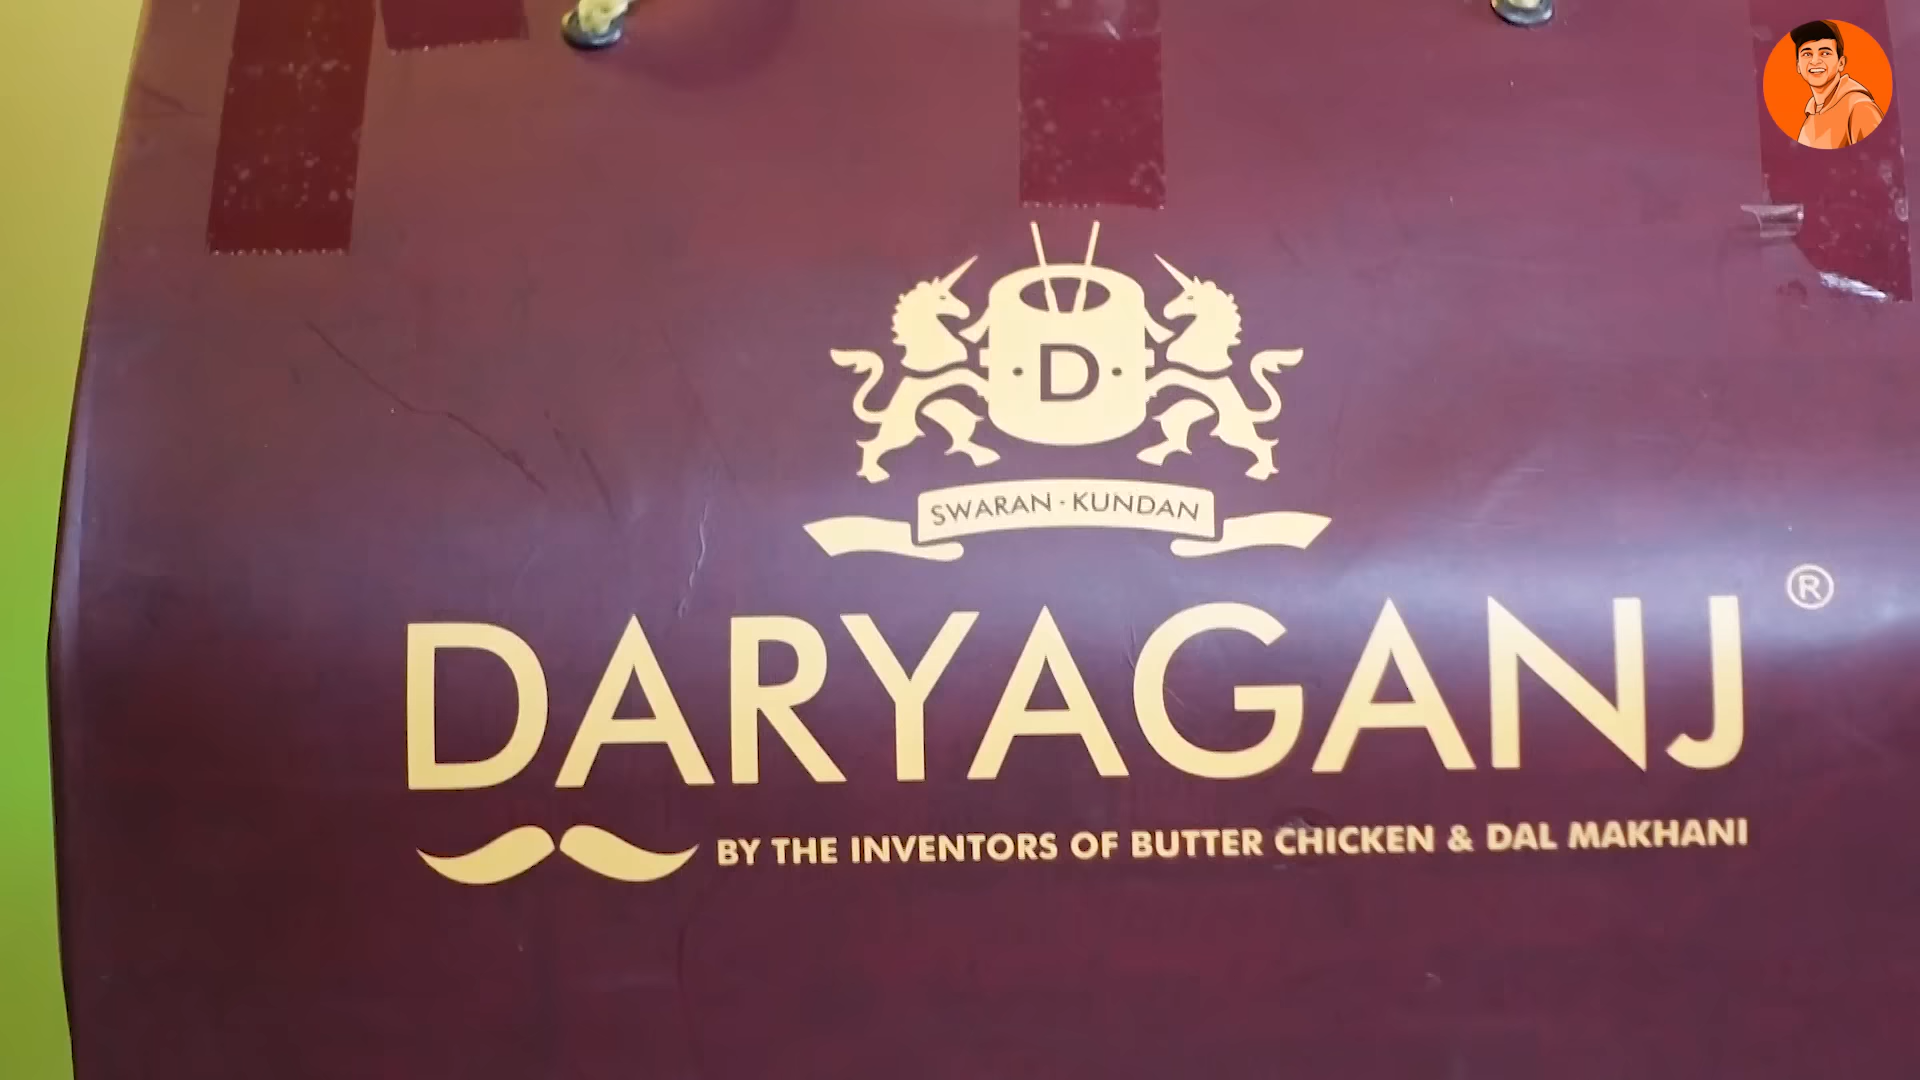 D
SWARAN · KUNDAN
DARYAGANJ ®
BY THE INVENTORS OF BUTTER CHICKEN & DAL MAKHANI